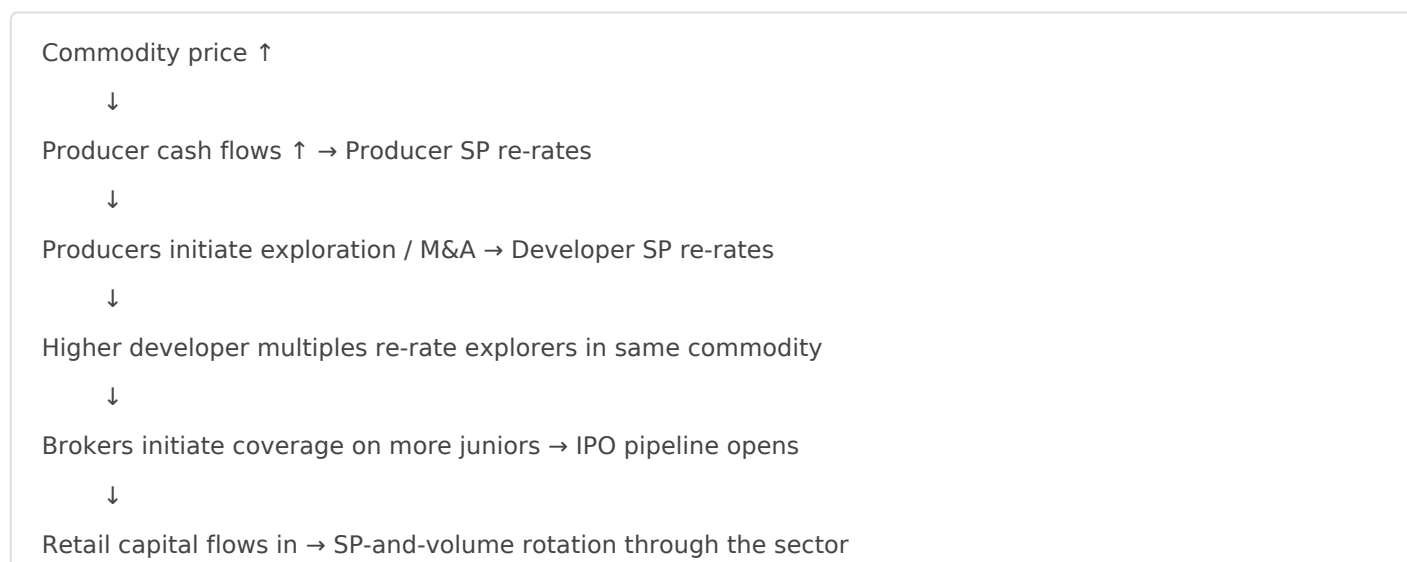 Commodity price ↑
↓
Producer cash flows ↑ → Producer SP re-rates
↓
Producers initiate exploration / M&A → Developer SP re-rates
↓
Higher developer multiples re-rate explorers in same commodity
↓
Brokers initiate coverage on more juniors → IPO pipeline opens
↓
Retail capital flows in → SP-and-volume rotation through the sector